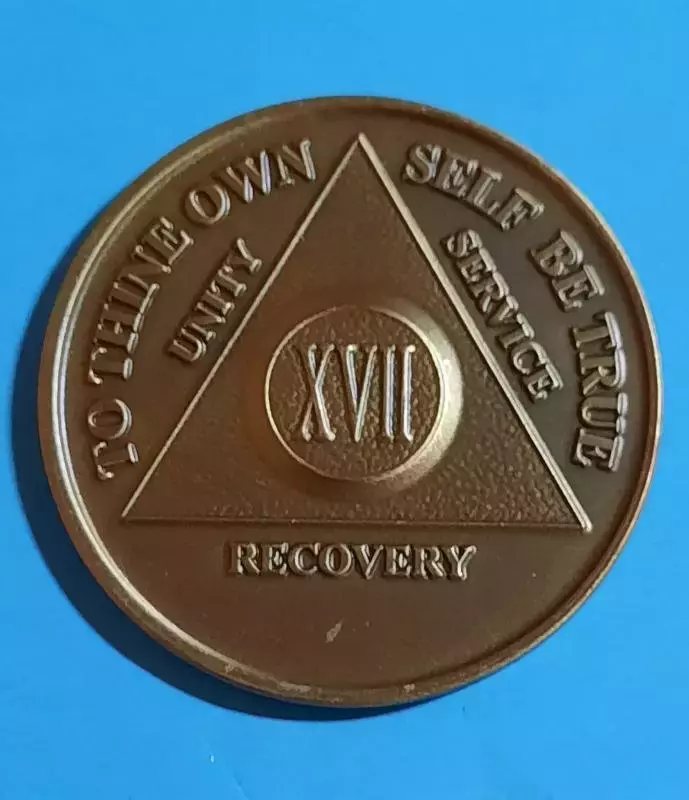 TO THINE OWN SELF BE TRUE
UNITY
SERVICE
XVII
RECOVERY